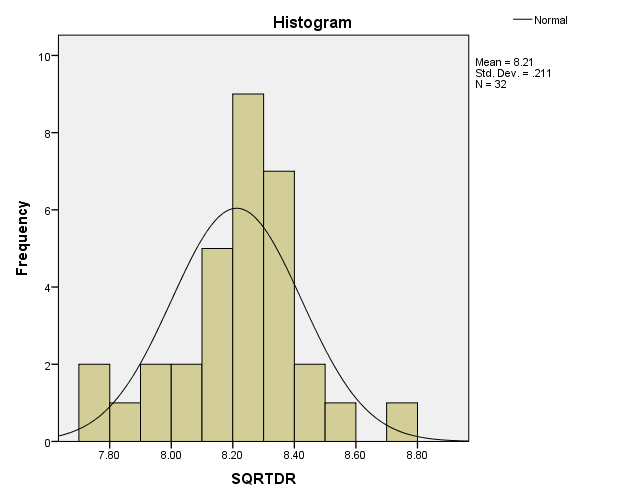 Histogram
Normal
Mean = 8.21
Std. Dev. = .211
N = 32
Frequency
10
8
6
4
2
0
7.80 8.00 8.20 8.40 8.60 8.80
SQRTDR